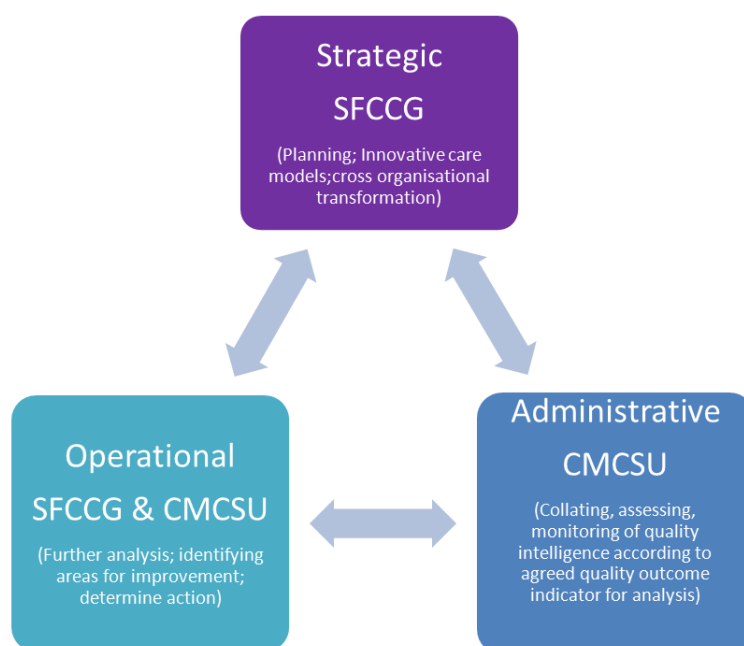 Strategic
SFCCG
(Planning; Innovative care
models;cross organisational
transformation)
Operational
SFCCG & CMCSU
(Further analysis; identifying
areas for improvement;
determine action)
Administrative
CMCSU
(Collating, assessing,
monitoring of quality
intelligence according to
agreed quality outcome
indicator for analysis)